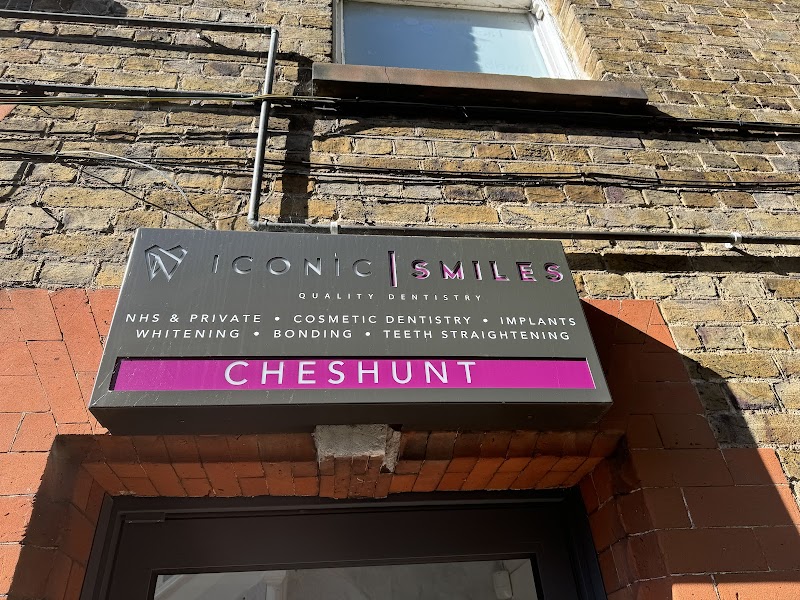 ICONIC | SMILES
QUALITY DENTISTRY
NHS & PRIVATE • COSMETIC DENTISTRY • IMPLANTS
WHITENING • BONDING • TEETH STRAIGHTENING
CHESHUNT